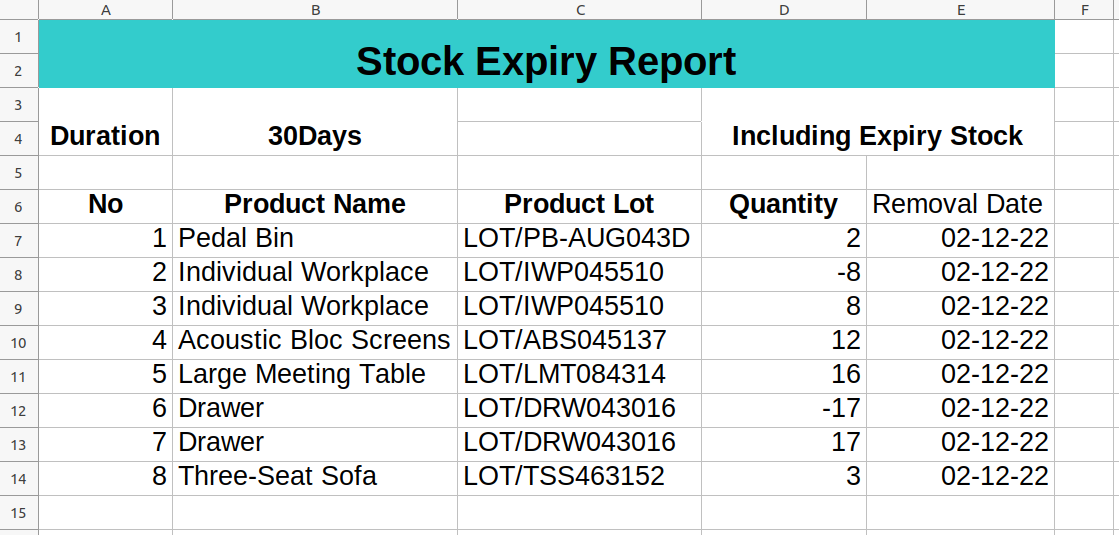 A B C D E F
1
2 Stock Expiry Report
3
4 Duration 30Days Including Expiry Stock
5
6 No Product Name Product Lot Quantity Removal Date
7 1 Pedal Bin LOT/PB-AUG043D 2 02-12-22
8 2 Individual Workplace LOT/IWP045510 -8 02-12-22
9 3 Individual Workplace LOT/IWP045510 8 02-12-22
10 4 Acoustic Bloc Screens LOT/ABS045137 12 02-12-22
11 5 Large Meeting Table LOT/LMT084314 16 02-12-22
12 6 Drawer LOT/DRW043016 -17 02-12-22
13 7 Drawer LOT/DRW043016 17 02-12-22
14 8 Three-Seat Sofa LOT/TSS463152 3 02-12-22
15